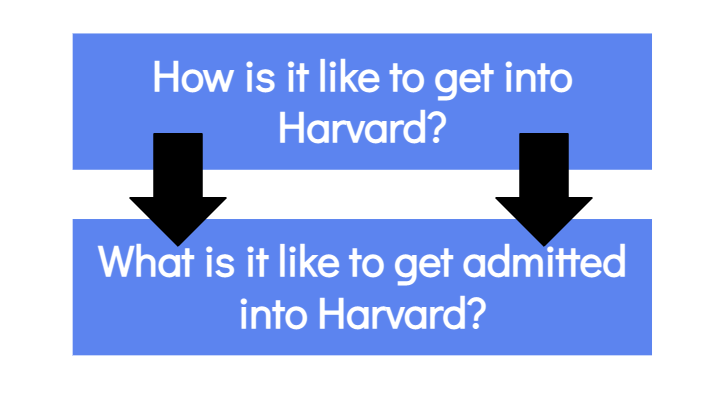 How is it like to get into
Harvard?
What is it like to get admitted
into Harvard?